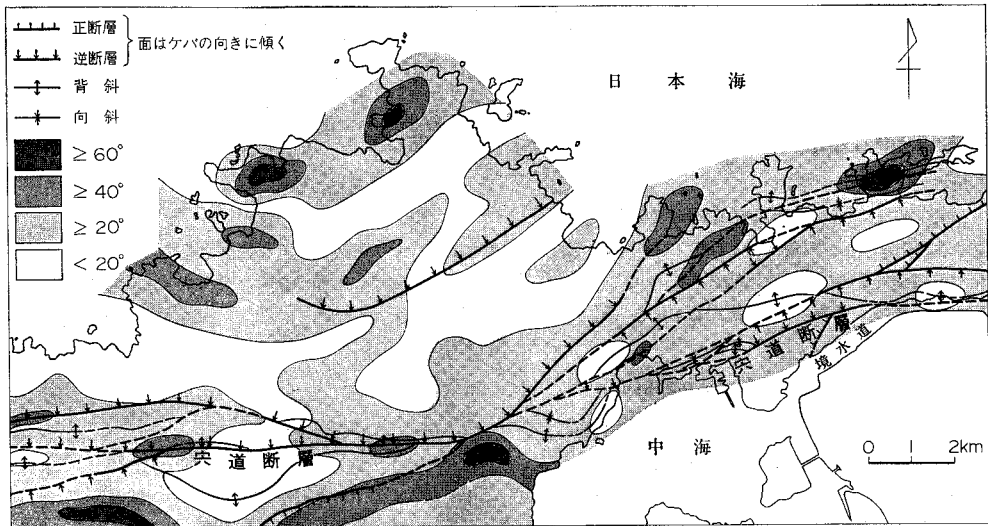 正断層
逆断層
面はケバの向きに傾く
背斜
向斜
≥ 60°
≥ 40°
≥ 20°
< 20°
日本海
宍道断層
境水道
中海
宍道断層
0 1 2km